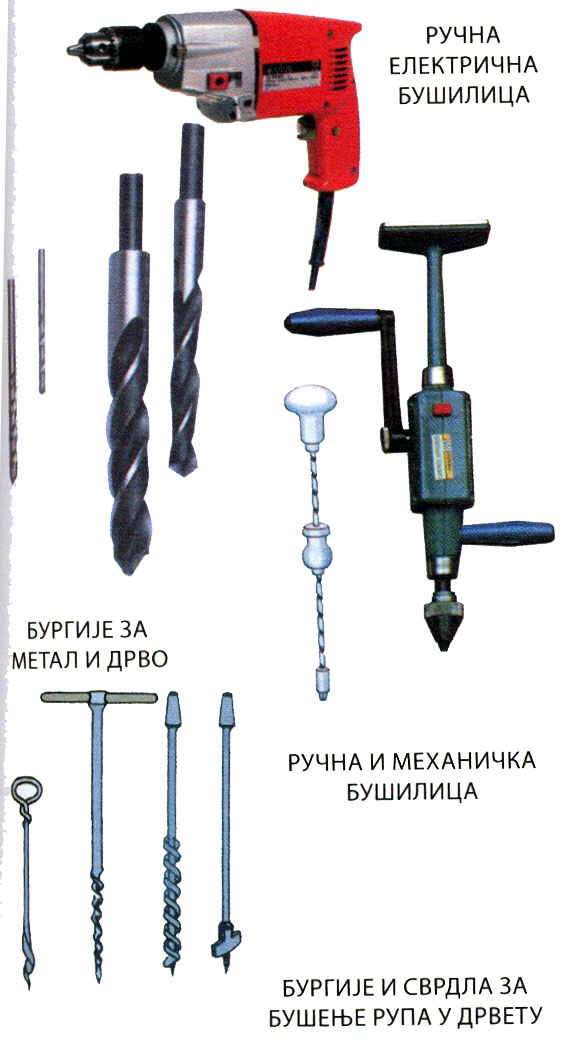 РУЧНА
ЕЛЕКТРИЧНА
БУШИЛИЦА
БУРГИЈЕ ЗА
МЕТАЛ И ДРВО
РУЧНА И МЕХАНИЧКА
БУШИЛИЦА
БУРГИЈЕ И СВРДЛА ЗА
БУШЕЊЕ РУПА У ДРВЕТУ